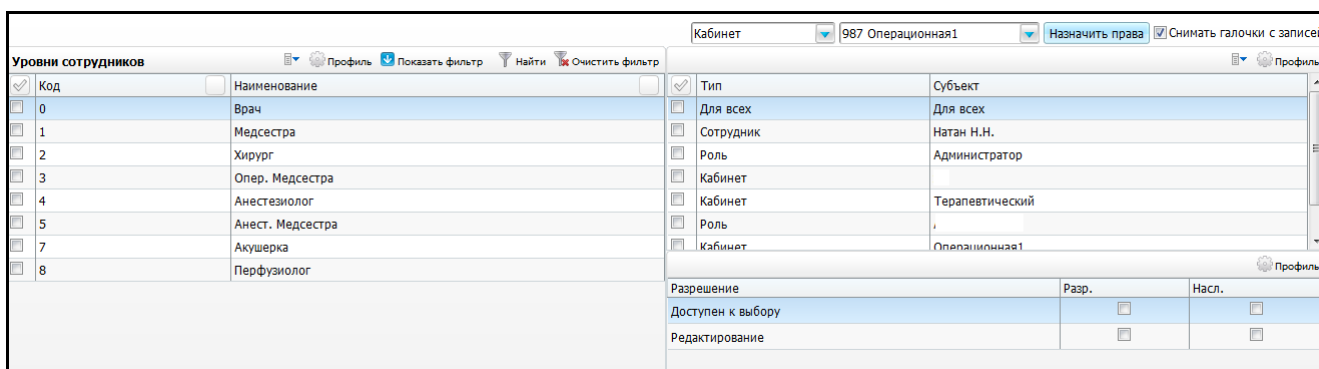 Кабинет 987 Операционная1 Назначить права Снимать галочки с записей
Уровни сотрудников Профиль Показать фильтр Найти Очистить фильтр
Профиль
Код Наименование
0 Врач
1 Медсестра
2 Хирург
3 Опер. Медсестра
4 Анестезиолог
5 Анест. Медсестра
7 Акушерка
8 Перфузиолог
Тип Субъект
Для всех Для всех
Сотрудник Натан Н.Н.
Роль Администратор
Кабинет
Кабинет Терапевтический
Роль
Кабинет Операционная1
Профиль
Разрешение Разр. Насл.
Доступен к выбору
Редактирование